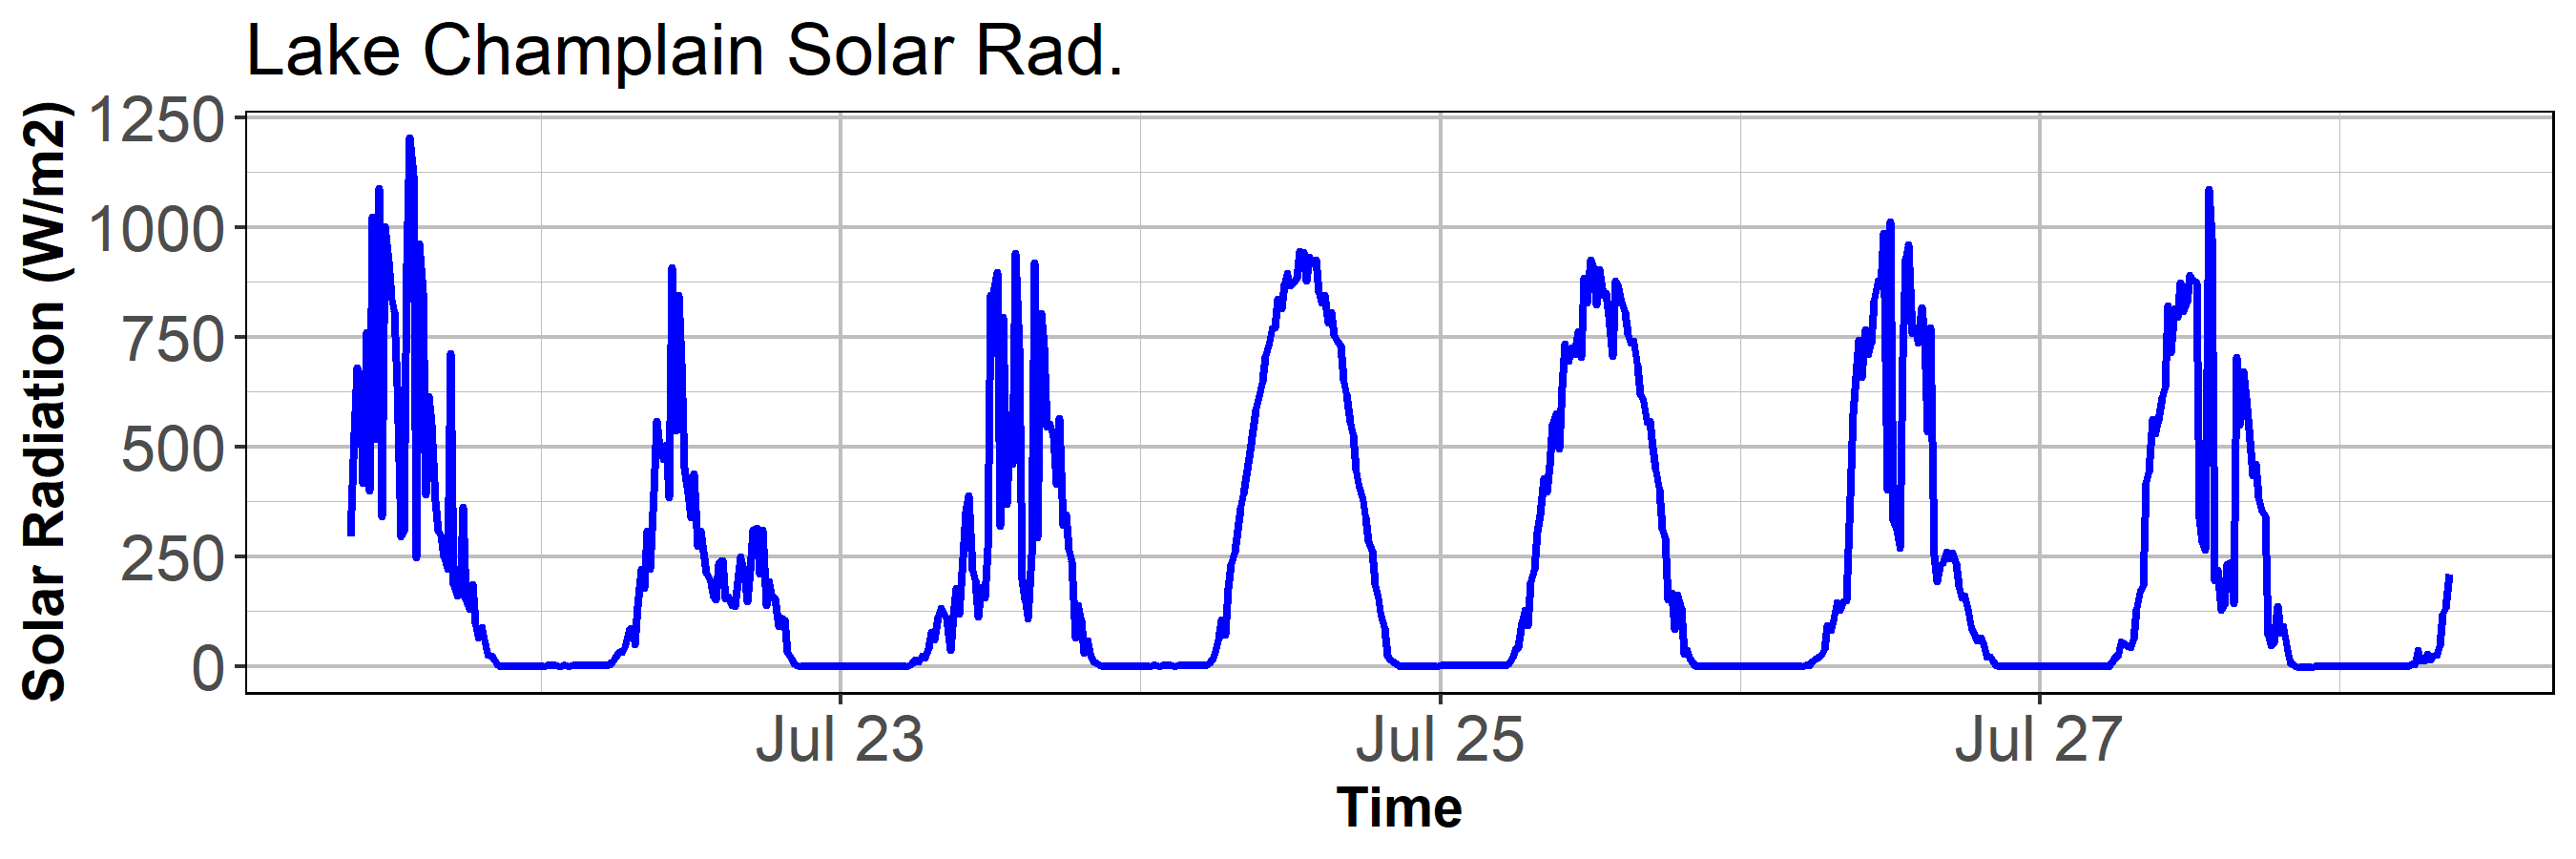 Lake Champlain Solar Rad.
Solar Radiation (W/m2)
1250
1000
750
500
250
0
Jul 23
Jul 25
Jul 27
Time